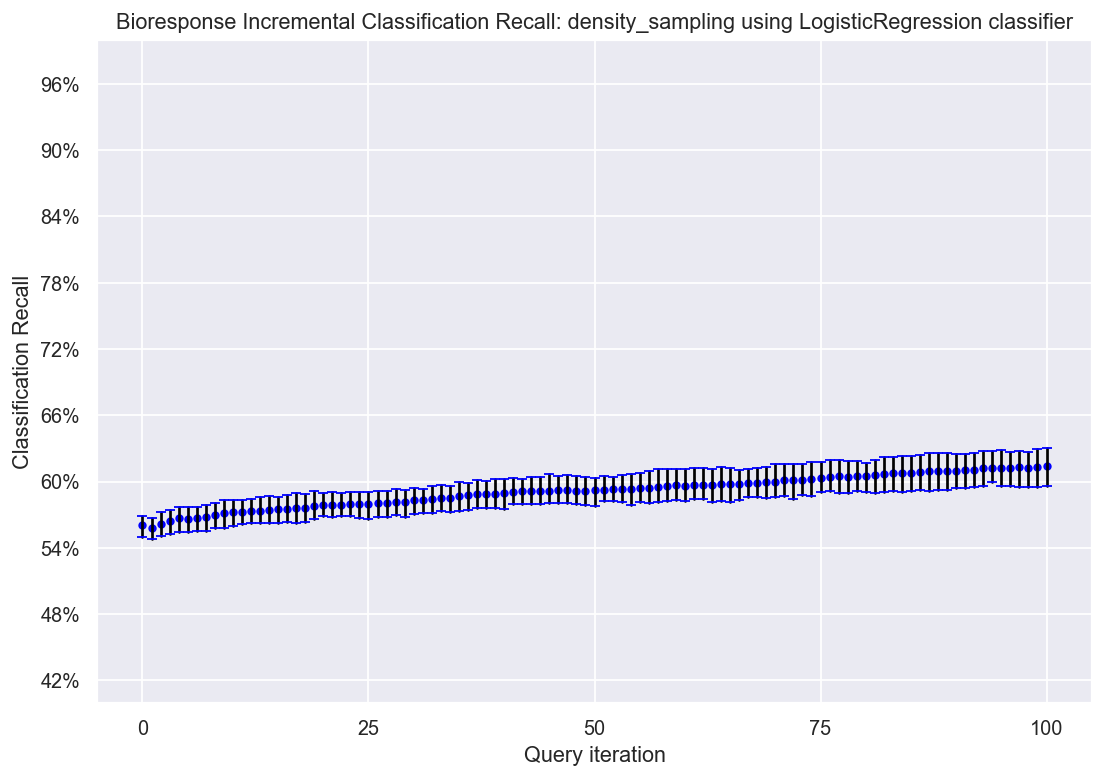 Bioresponse Incremental Classification Recall: density_sampling using LogisticRegression classifier
96%
90%
84%
78%
72%
66%
60%
54%
48%
42%
Classification Recall
0 25 50 75 100
Query iteration